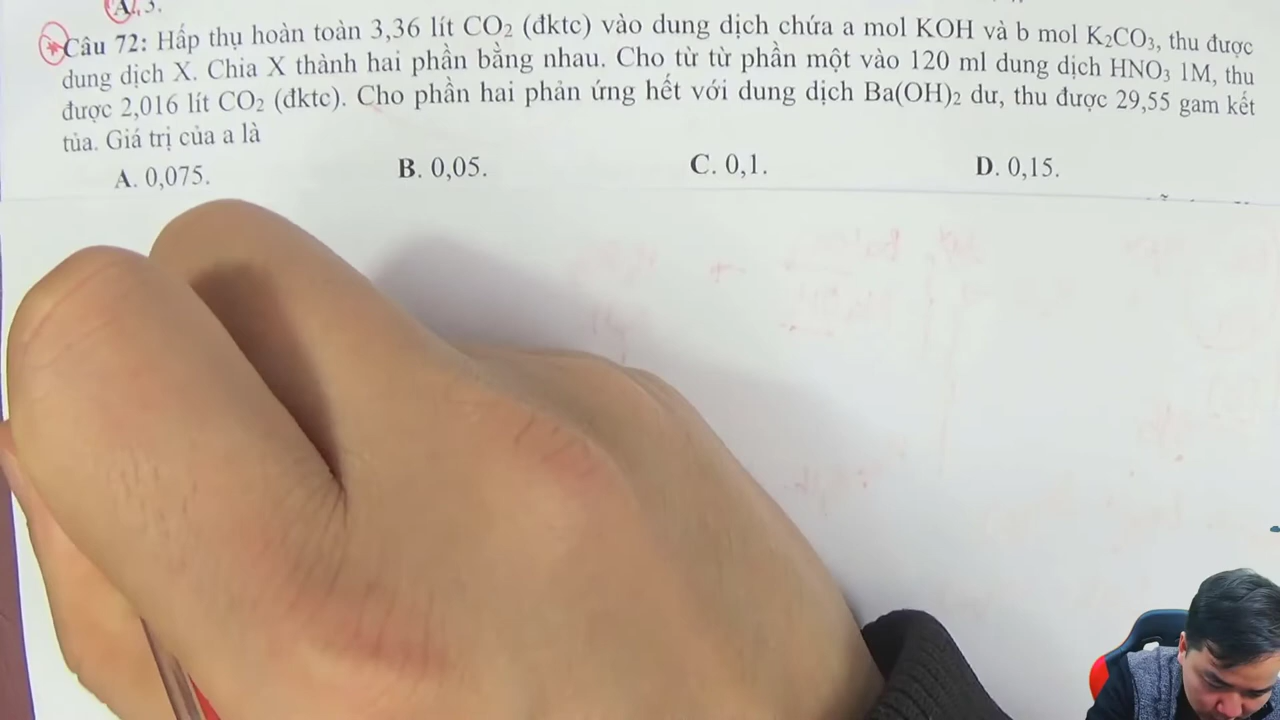 A. 3.
Câu 72: Hấp thụ hoàn toàn 3,36 lít CO₂ (đktc) vào dung dịch chứa a mol KOH và b mol K₂CO₃, thu được
dung dịch X. Chia X thành hai phần bằng nhau. Cho từ từ phần một vào 120 ml dung dịch HNO₃ 1M, thu
được 2,016 lít CO₂ (đktc). Cho phần hai phản ứng hết với dung dịch Ba(OH)₂ dư, thu được 29,55 gam kết
tủa. Giá trị của a là
A. 0,075. B. 0,05. C. 0,1. D. 0,15.